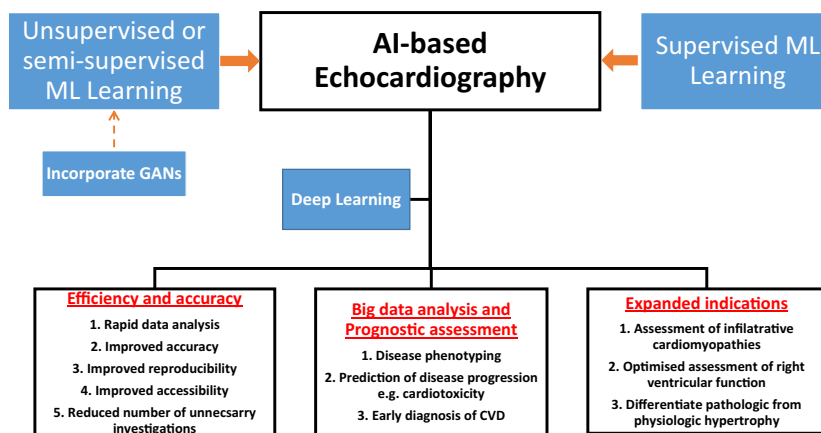 Unsupervised or
semi-supervised
ML Learning
AI-based
Echocardiography
Supervised ML
Learning
Incorporate GANs
Deep Learning
Efficiency and accuracy
1. Rapid data analysis
2. Improved accuracy
3. Improved reproducibility
4. Improved accessibility
5. Reduced number of unnecsarry
investigations
Big data analysis and
Prognostic assessment
1. Disease phenotyping
2. Prediction of disease progression
e.g. cardiotoxicity
3. Early diagnosis of CVD
Expanded indications
1. Assessment of infilatrative
cardiomyopathies
2. Optimised assessment of right
ventricular function
3. Differentiate pathologic from
physiologic hypertrophy